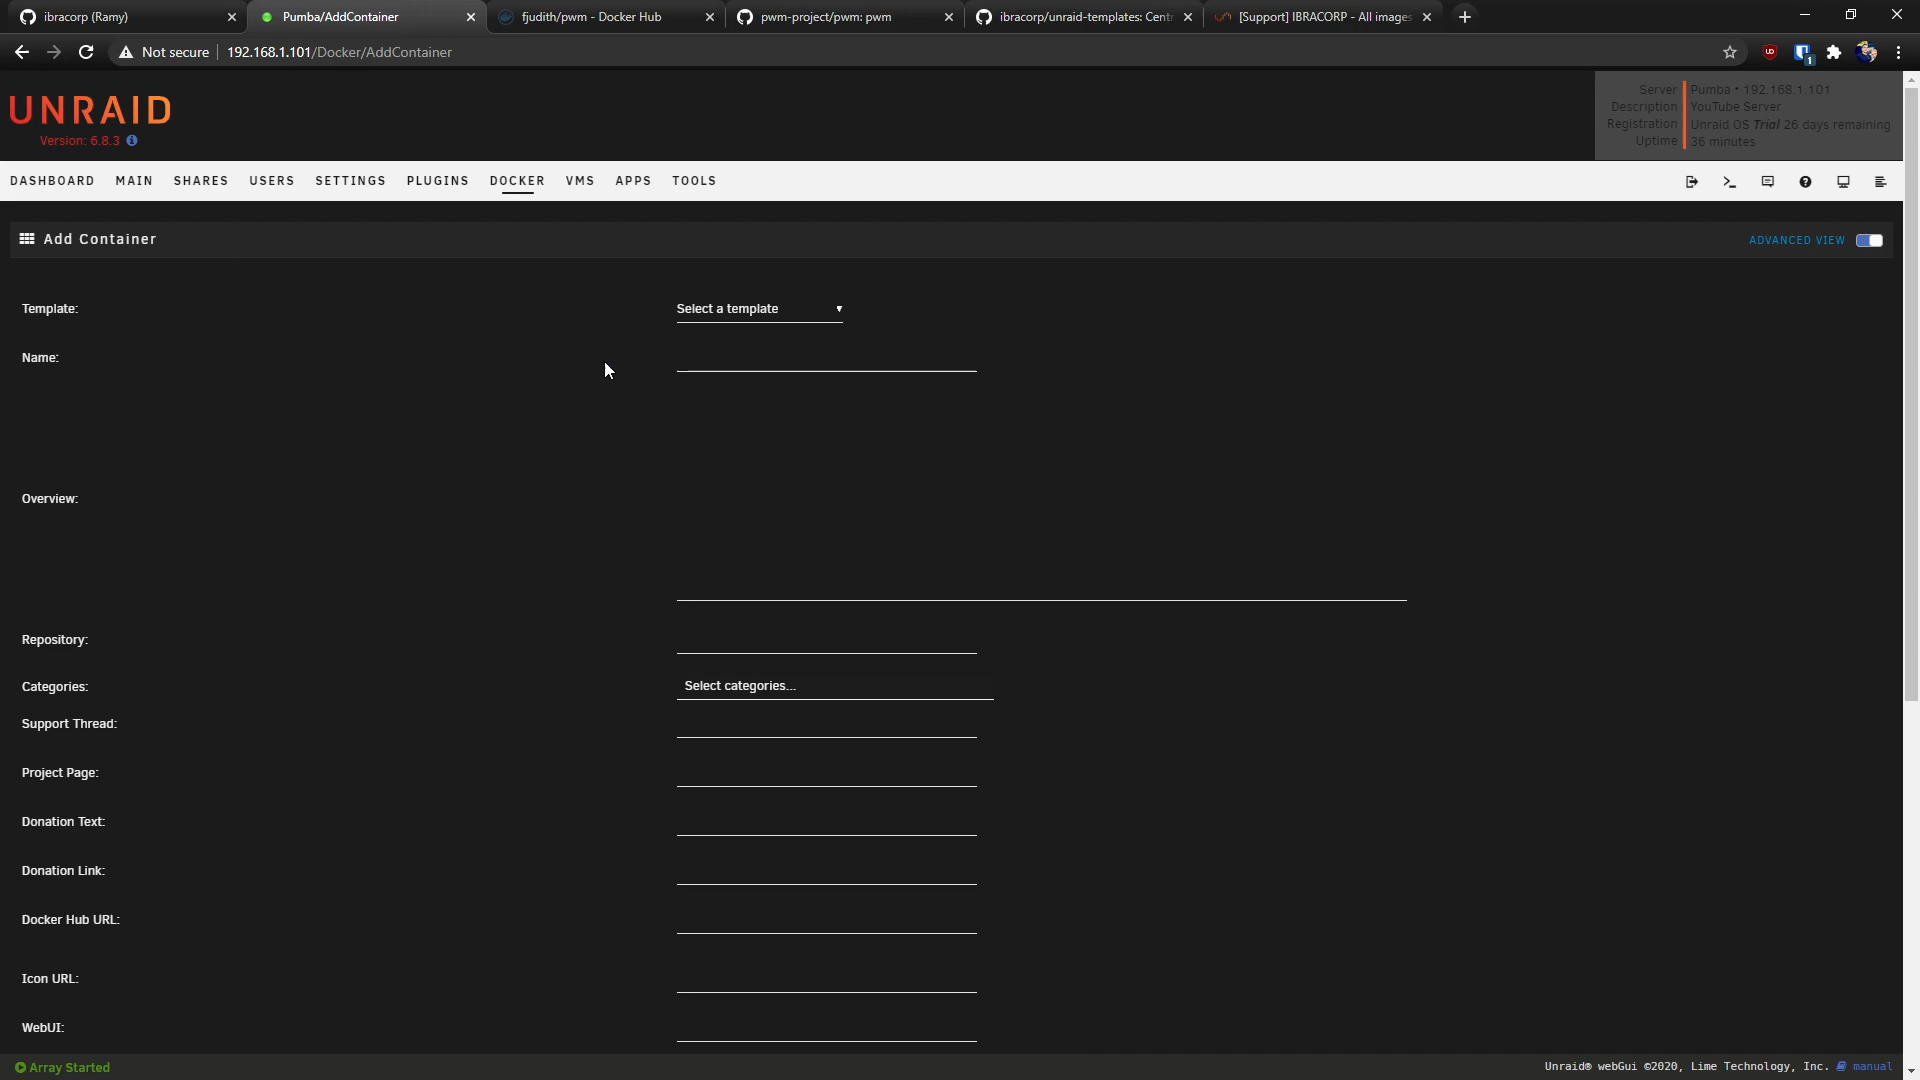 ibracorp (Ramy)
Pumba/AddContainer
fjudith/pwm - Docker Hub
pwm-project/pwm: pwm
ibracorp/unraid-templates: Centr
[Support] IBRACORP - All images
Not secure
192.168.1.101/Docker/AddContainer
1
UNRAID
Version: 6.8.3
Server
Pumba • 192.168.1.101
Description
YouTube Server
Registration
Unraid OS Trial 26 days remaining
Uptime
36 minutes
DASHBOARD MAIN SHARES USERS SETTINGS PLUGINS DOCKER VMS APPS TOOLS
Add Container
ADVANCED VIEW
Template:
Select a template
Name:
Overview:
Repository:
Categories:
Select categories...
Support Thread:
Project Page:
Donation Text:
Donation Link:
Docker Hub URL:
Icon URL:
WebUI:
Array Started
Unraid® webGui ©2020, Lime Technology, Inc. manual